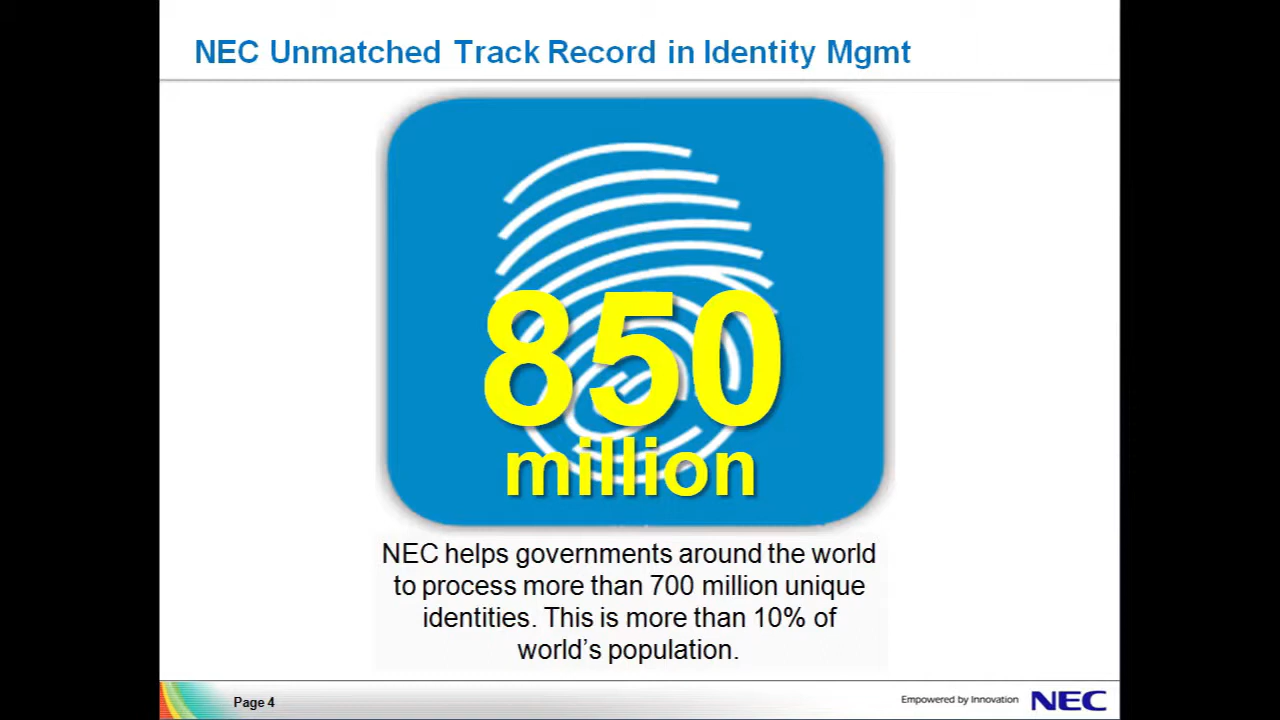 NEC Unmatched Track Record in Identity Mgmt
850
million
NEC helps governments around the world
to process more than 700 million unique
identities. This is more than 10% of
world's population.
Page 4
Empowered by Innovation NEC